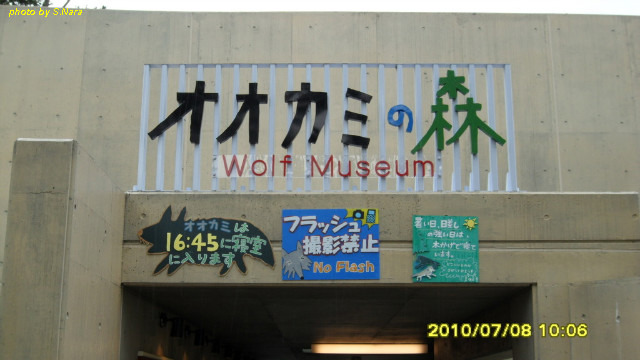 photo by S.Nara
オオカミの森
Wolf Museum
オオカミは
16:45に寝室
に入ります
フラッシュ
撮影禁止
No Flash
暑い日、日差し
の強い日は
木かげで寝て
います。
2010/07/08 10:06